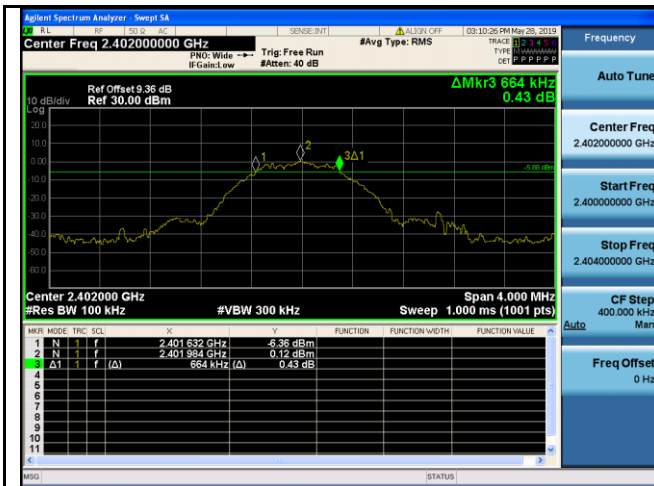 Agilent Spectrum Analyzer - Swept SA
RL RF 50 Ω AC SENSE:INT ALIGN OFF 03:10:26 PM May 28, 2019
Center Freq 2.402000000 GHz
PNO: Wide
IFGain:Low
Trig: Free Run
#Atten: 40 dB
#Avg Type: RMS
TRACE 1 2 3 4 5 6
TYPE M
DET P P P P P P
Ref Offset 9.36 dB
Ref 30.00 dBm
10 dB/div
Log
ΔMkr3 664 kHz
0.43 dB
20.0
10.0
0.00
-10.0
-20.0
-30.0
-40.0
-50.0
-60.0
1
2
3Δ1
Center 2.402000 GHz
Span 4.000 MHz
#Res BW 100 kHz
#VBW 300 kHz
Sweep 1.000 ms (1001 pts)
MKR MODE TRC SCL X Y FUNCTION FUNCTION WIDTH FUNCTION VALUE
1 N 1 f 2.401 632 GHz -6.36 dBm
2 N 1 f 2.401 984 GHz 0.12 dBm
3 Δ1 1 f (Δ) 664 kHz (Δ) 0.43 dB
4
5
6
7
8
9
10
11
MSG
STATUS
Frequency
Auto Tune
Center Freq
2.402000000 GHz
Start Freq
2.400000000 GHz
Stop Freq
2.404000000 GHz
CF Step
400.000 kHz
Auto Man
Freq Offset
0 Hz